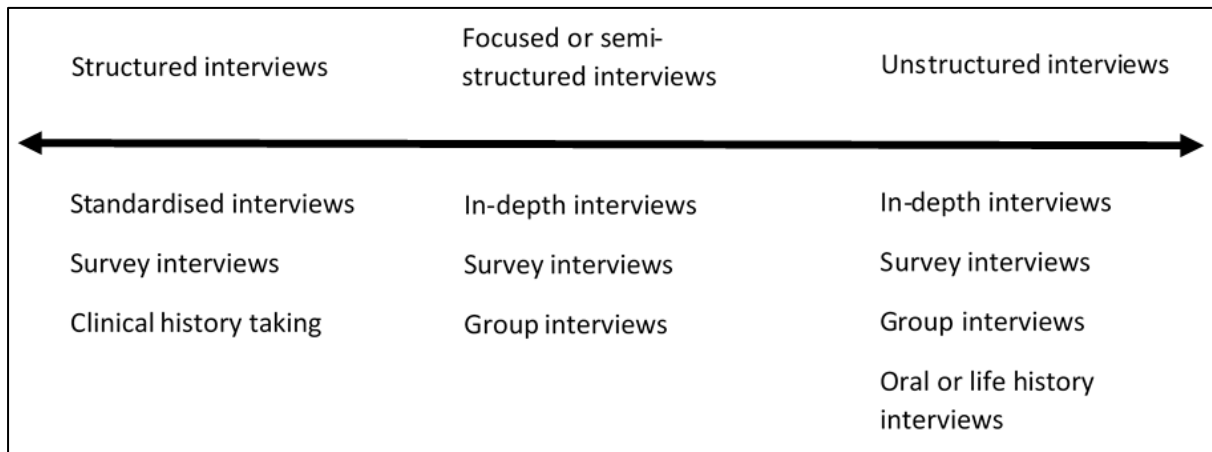 Structured interviews
Focused or semi-
structured interviews
Unstructured interviews
Standardised interviews
Survey interviews
Clinical history taking
In-depth interviews
Survey interviews
Group interviews
In-depth interviews
Survey interviews
Group interviews
Oral or life history
interviews